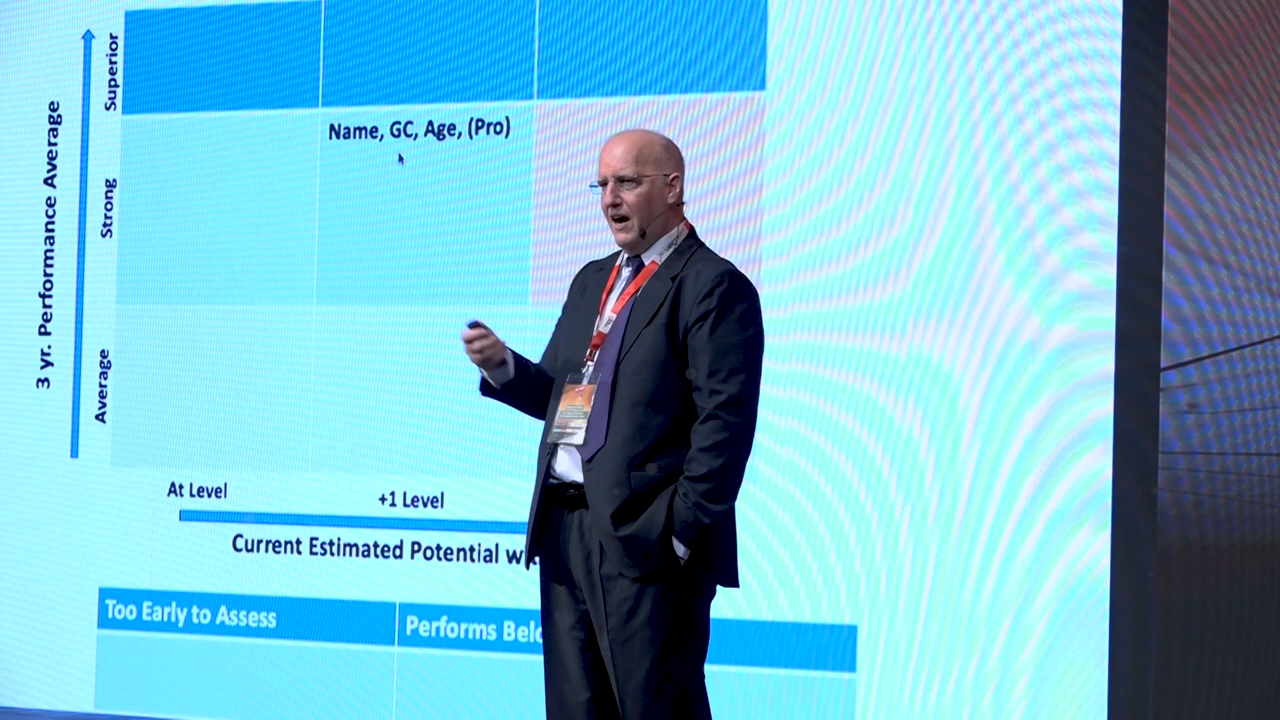 Superior
Strong
Average
3 yr. Performance Average
Name, GC, Age, (Pro)
At Level
+1 Level
Current Estimated Potential
Too Early to Assess
Performs